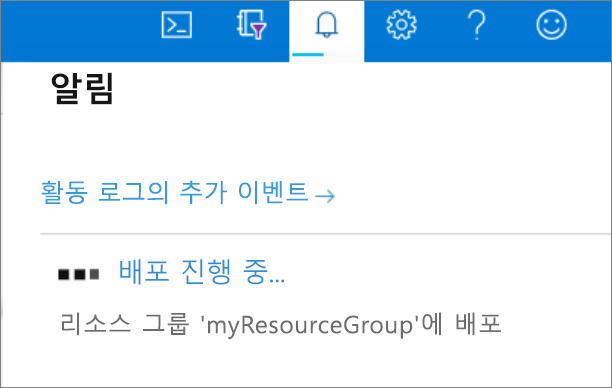 알림
활동 로그의 추가 이벤트→
배포 진행 중...
리소스 그룹 'myResourceGroup'에 배포